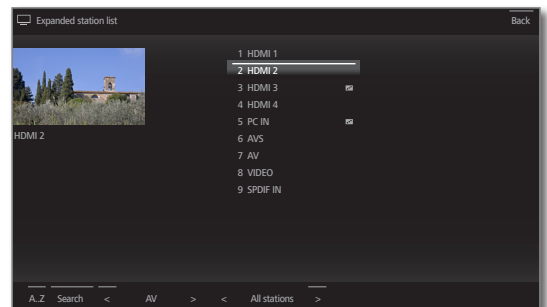 Expanded station list
Back
1 HDMI 1
2 HDMI 2
3 HDMI 3
4 HDMI 4
5 PC IN
6 AVS
7 AV
8 VIDEO
9 SPDIF IN
HDMI 2
A..Z Search < AV > < All stations >